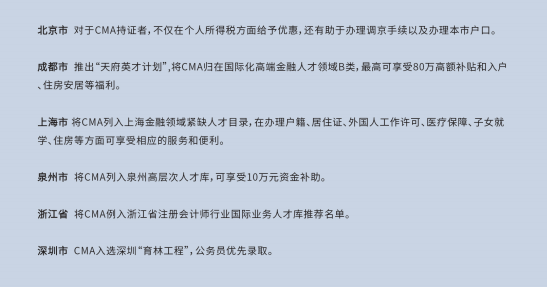 北京市 对于CMA持证者，不仅在个人所得税方面给予优惠，还有助于办理调京手续以及办理本市户口。
成都市 推出“天府英才计划”,将CMA归在国际化高端金融人才领域B类，最高可享受80万高额补贴和入户
、住房安居等福利。
上海市 将CMA列入上海金融领域紧缺人才目录，在办理户籍、居住证、外国人工作许可、医疗保障、子女就
学、住房等方面可享受相应的服务和便利。
泉州市 将CMA列入泉州高层次人才库，可享受10万元资金补助。
浙江省 将CMA例入浙江省注册会计师行业国际业务人才库推荐名单。
深圳市 CMA入选深圳“育林工程”，公务员优先录取。